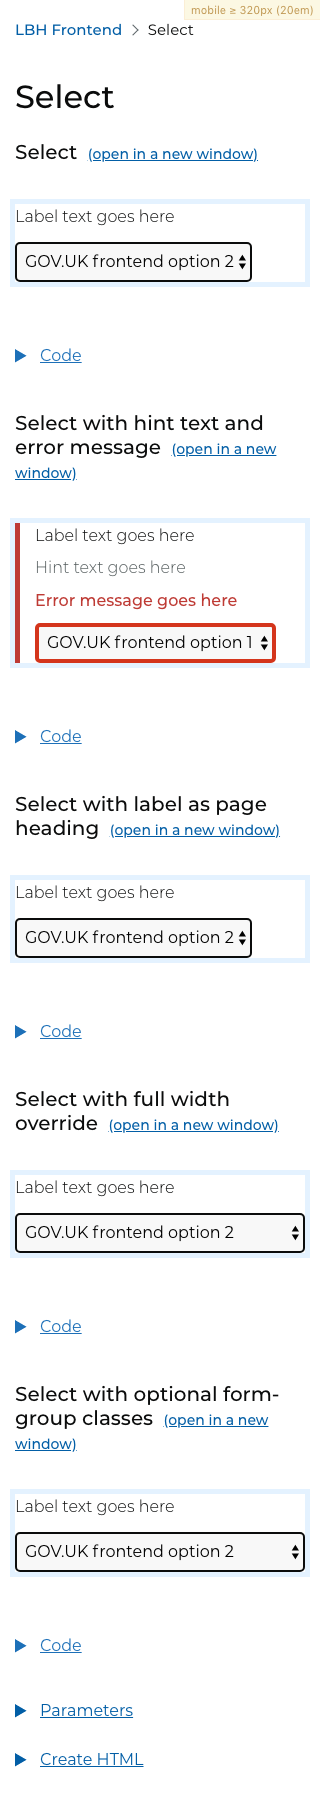 mobile ≥ 320px (20em)
LBH Frontend > Select
Select
Select (open in a new window)
Label text goes here
GOV.UK frontend option 2
Code
Select with hint text and
error message (open in a new
window)
Label text goes here
Hint text goes here
Error message goes here
GOV.UK frontend option 1
Code
Select with label as page
heading (open in a new window)
Label text goes here
GOV.UK frontend option 2
Code
Select with full width
override (open in a new window)
Label text goes here
GOV.UK frontend option 2
Code
Select with optional form-
group classes (open in a new
window)
Label text goes here
GOV.UK frontend option 2
Code
Parameters
Create HTML